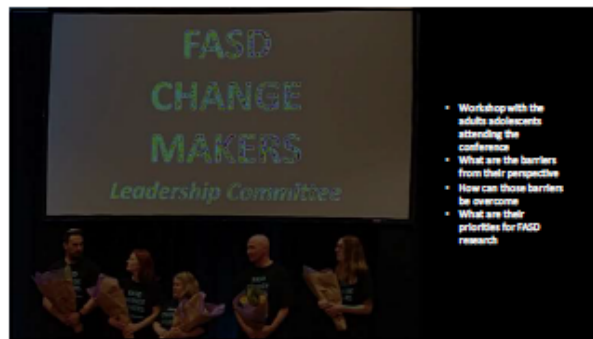 FASD
CHANGE
MAKERS
Leadership Committee
• Workshop with the
adults adolescents
attending the
conference
• What are the barriers
from their perspective
• How can those barriers
be overcome
• What are their
priorities for FASD
research